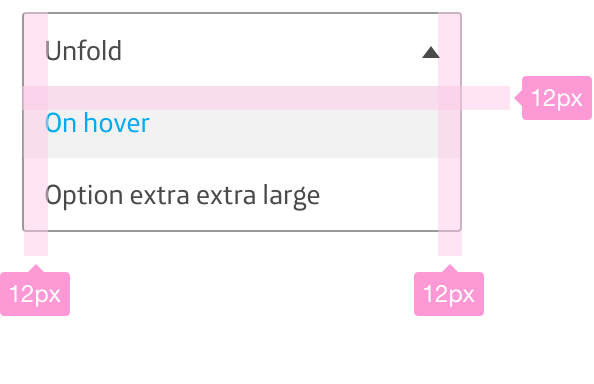 Unfold
12px
On hover
Option extra extra large
12px
12px